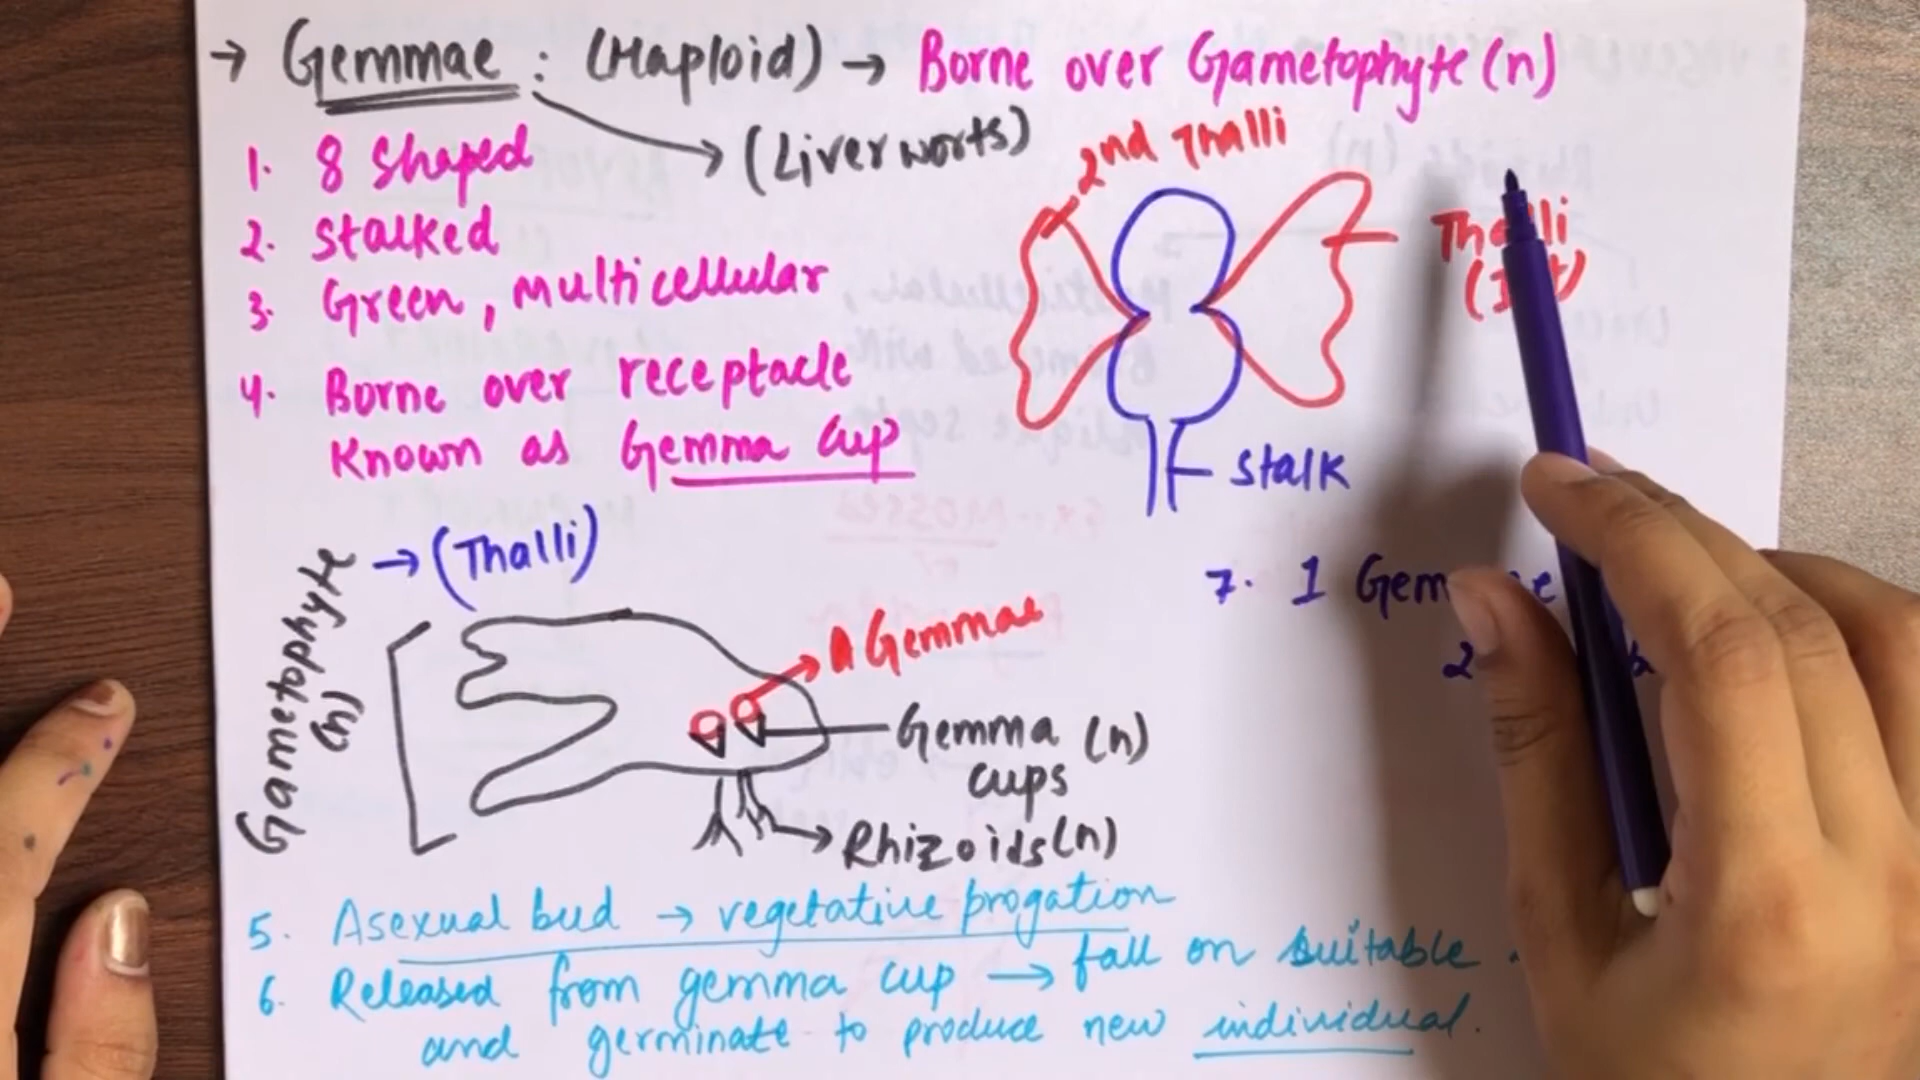 → Gemmae : (Haploid) → Borne over Gametophyte (n)
→ (Liverworts)
1. 8 Shaped
2. Stalked
3. Green, multicellular
4. Borne over receptacle
Known as Gemma Cup
2nd Thalli
Thalli
Stalk
→ (Thalli)
Gametophyte
(n)
Gemmae
Gemma (n)
cups
Rhizoids (n)
7. 1
2
5. Asexual bud → vegetative progation
6. Released from gemma cup → fall on suitable
and germinate to produce new individual.